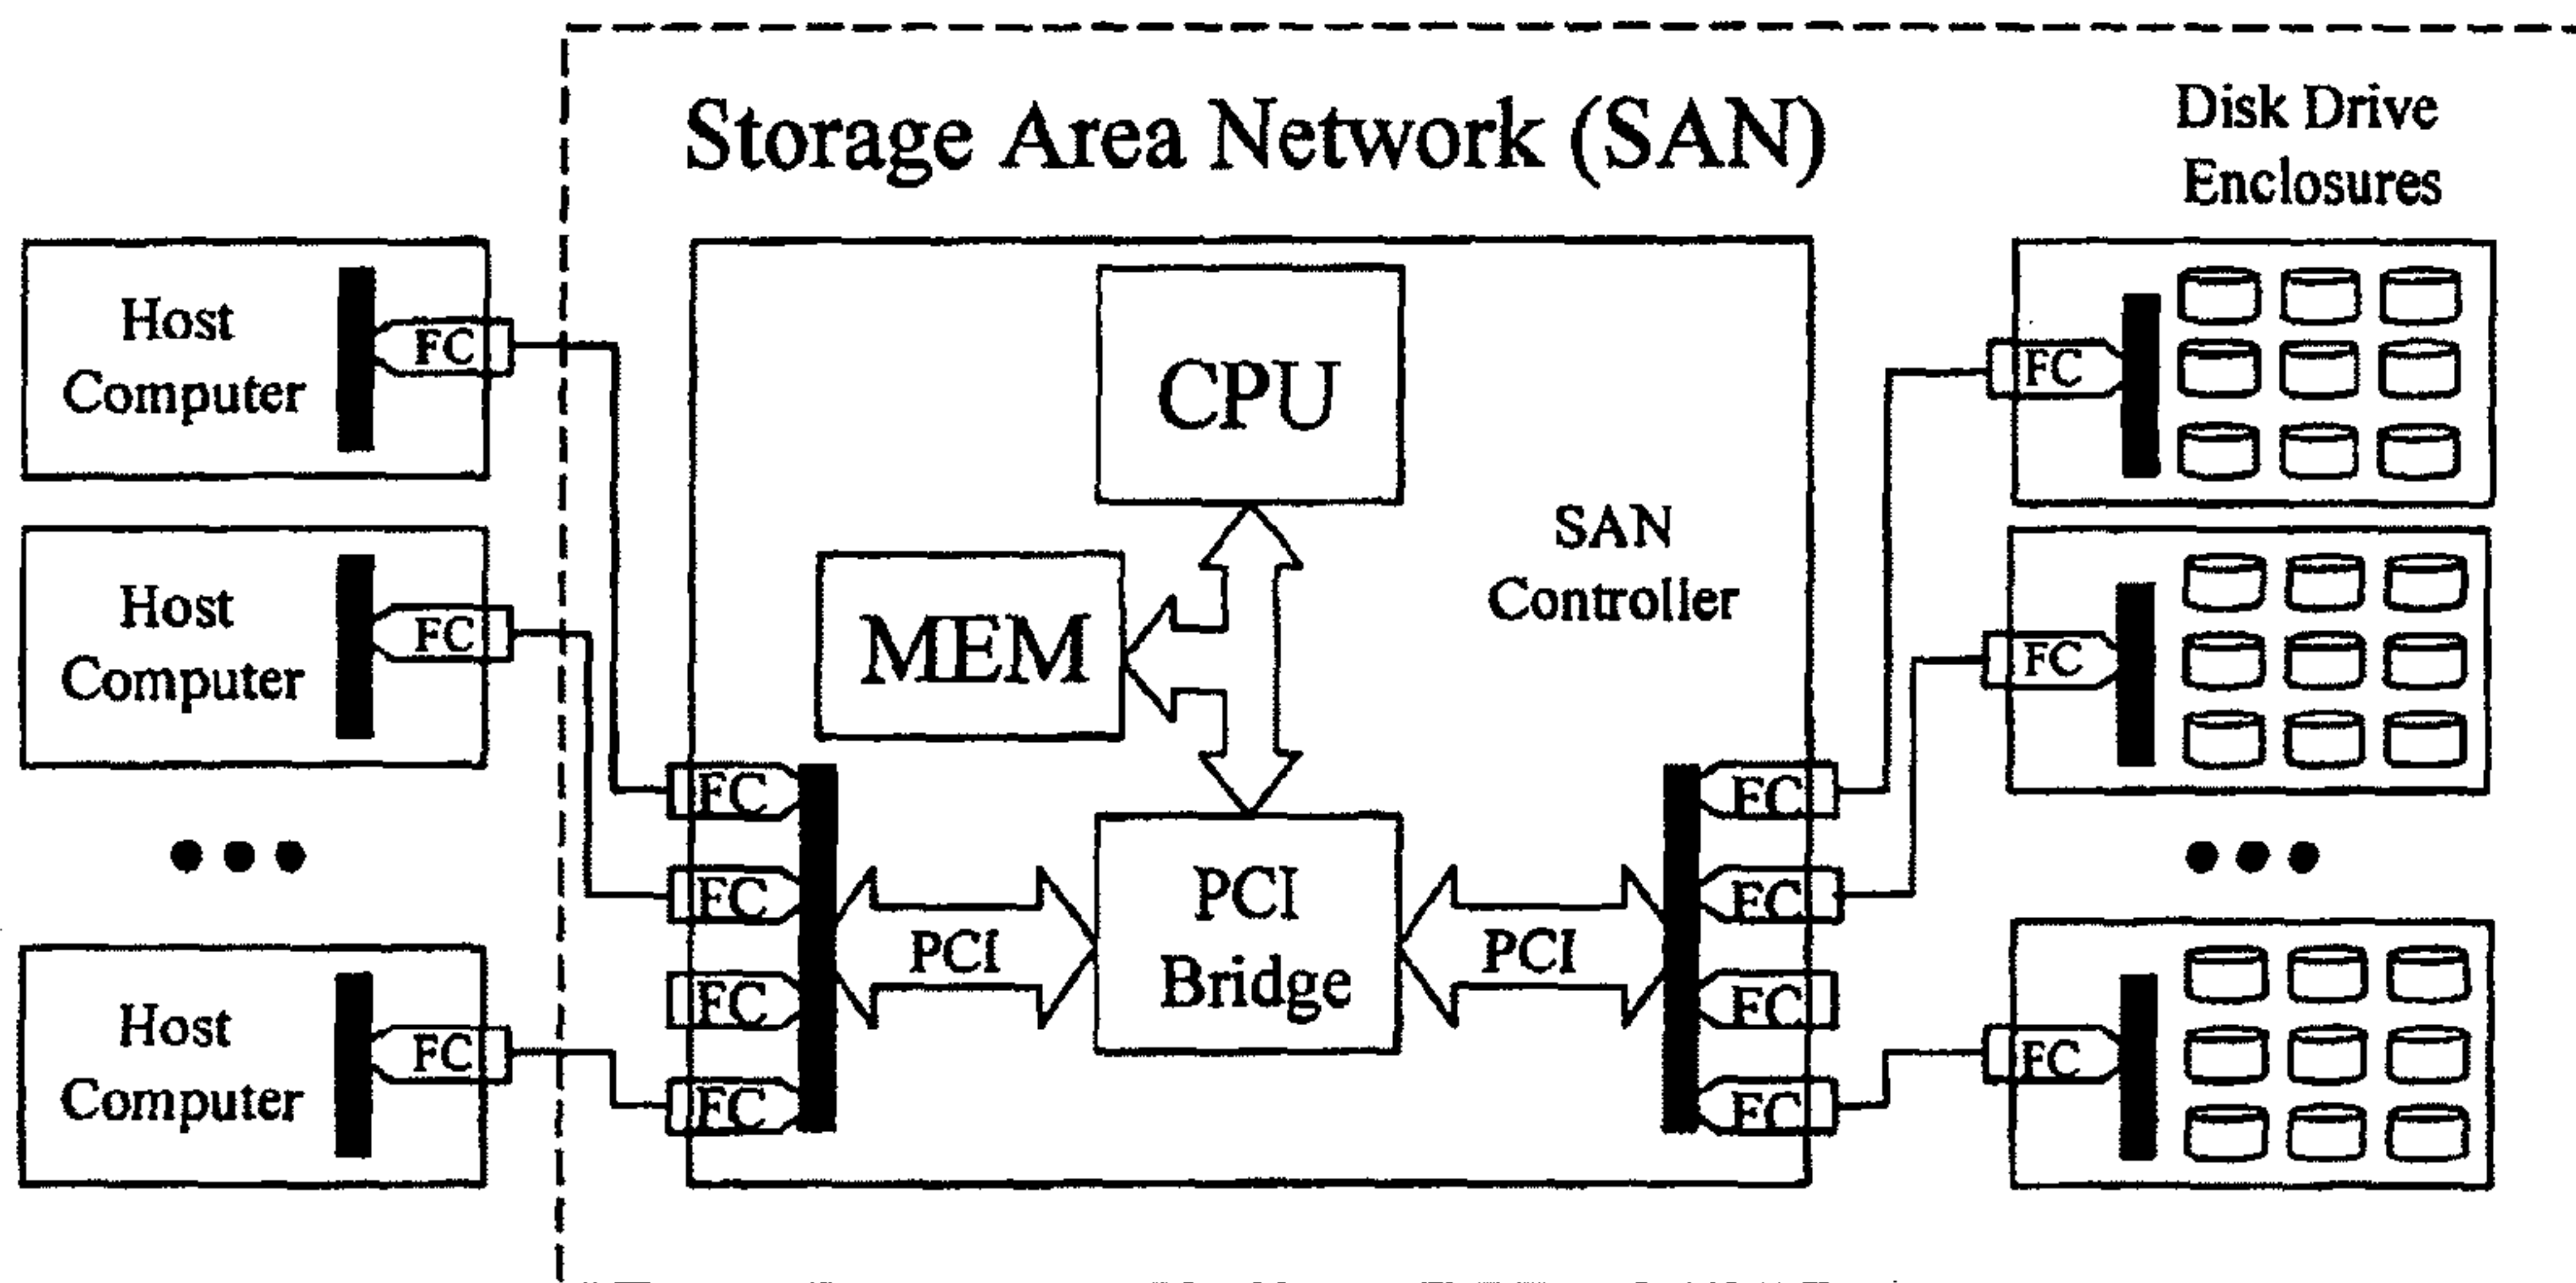 Storage Area Network (SAN)
Disk Drive
Enclosures
Host
Computer
FC
Host
Computer
FC
Host
Computer
FC
CPU
MEM
SAN
Controller
FC
FC
FC
FC
PCI
PCI
Bridge
PCI
FC
FC
FC
FC
FC
FC
FC